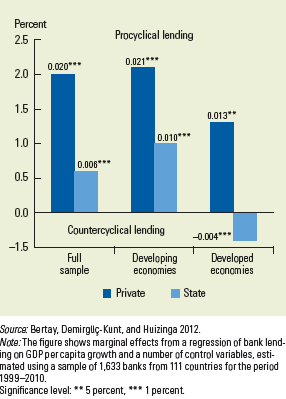 Percent
2.5
Procyclical lending
0.020***
0.021***
2.0
1.5
0.013**
1.0
0.010***
0.006***
0.5
0.0
Countercyclical lending
−0.004***
−1.5
Full
sample
Developing
economies
Developed
economies
Private
State
Source: Bertay, Demirgüç-Kunt, and Huizinga 2012.
Note: The figure shows marginal effects from a regression of bank lend-
ing on GDP per capita growth and a number of control variables, esti-
mated using a sample of 1,633 banks from 111 countries for the period
1999–2010.
Significance level: ** 5 percent, *** 1 percent.